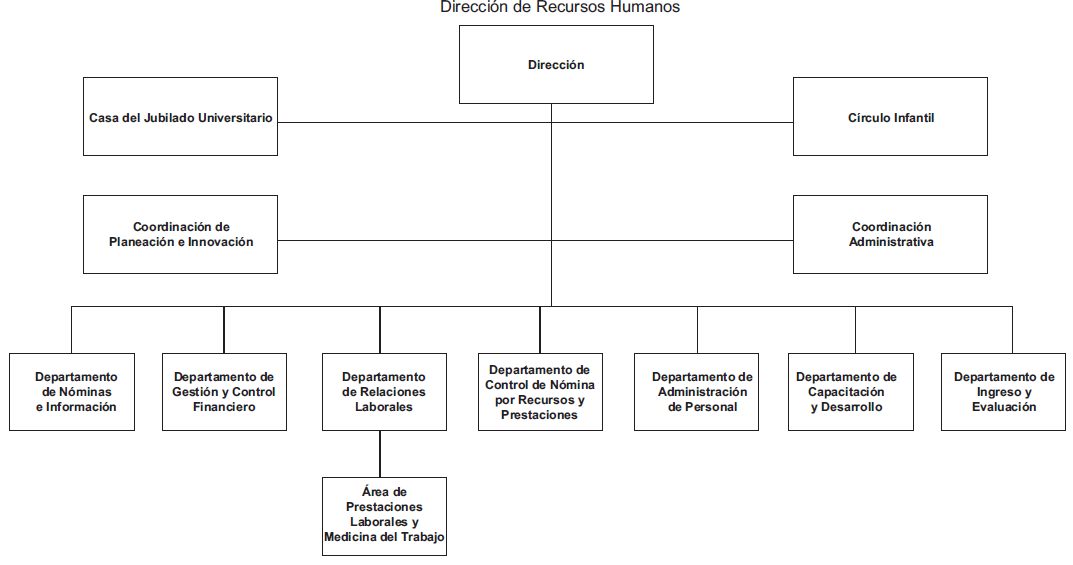 Dirección de Recursos Humanos
Dirección
Casa del Jubilado Universitario
Círculo Infantil
Coordinación de
Planeación e Innovación
Coordinación
Administrativa
Departamento
de Nóminas
e Información
Departamento de
Gestión y Control
Financiero
Departamento
de Relaciones
Laborales
Departamento de
Control de Nómina
por Recursos y
Prestaciones
Departamento de
Administración
de Personal
Departamento de
Capacitación
y Desarrollo
Departamento de
Ingreso y
Evaluación
Área de
Prestaciones
Laborales y
Medicina del Trabajo